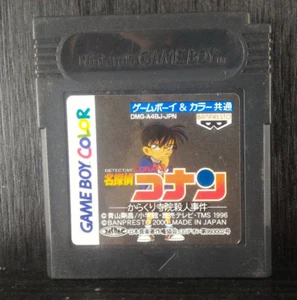 Nintendo GAME BOY™
ゲームボーイ & カラー 共通
DMG-A4BJ-JPN
BANPRESTO
GAME BOY COLOR
DETECTIVE CONAN
名探偵コナン
—からくり寺院殺人事件—
© 青山剛昌/小学館・読売テレビ・TMS 1996
©BANPRESTO 2000 MADE IN JAPAN